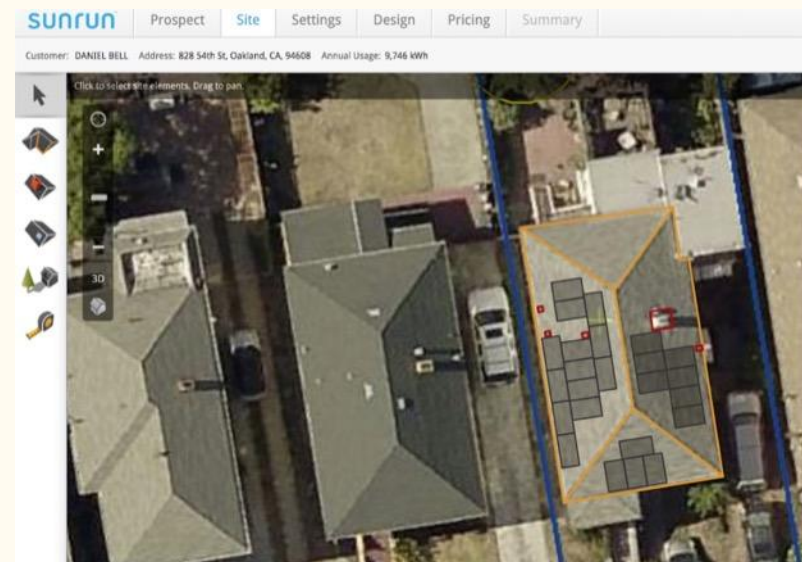 sunrun Prospect Site Settings Design Pricing Summary
Customer: DANIEL BELL Address: 828 54th St, Oakland, CA, 94608 Annual Usage: 9,746 kWh
Click to select site elements. Drag to pan.
3D